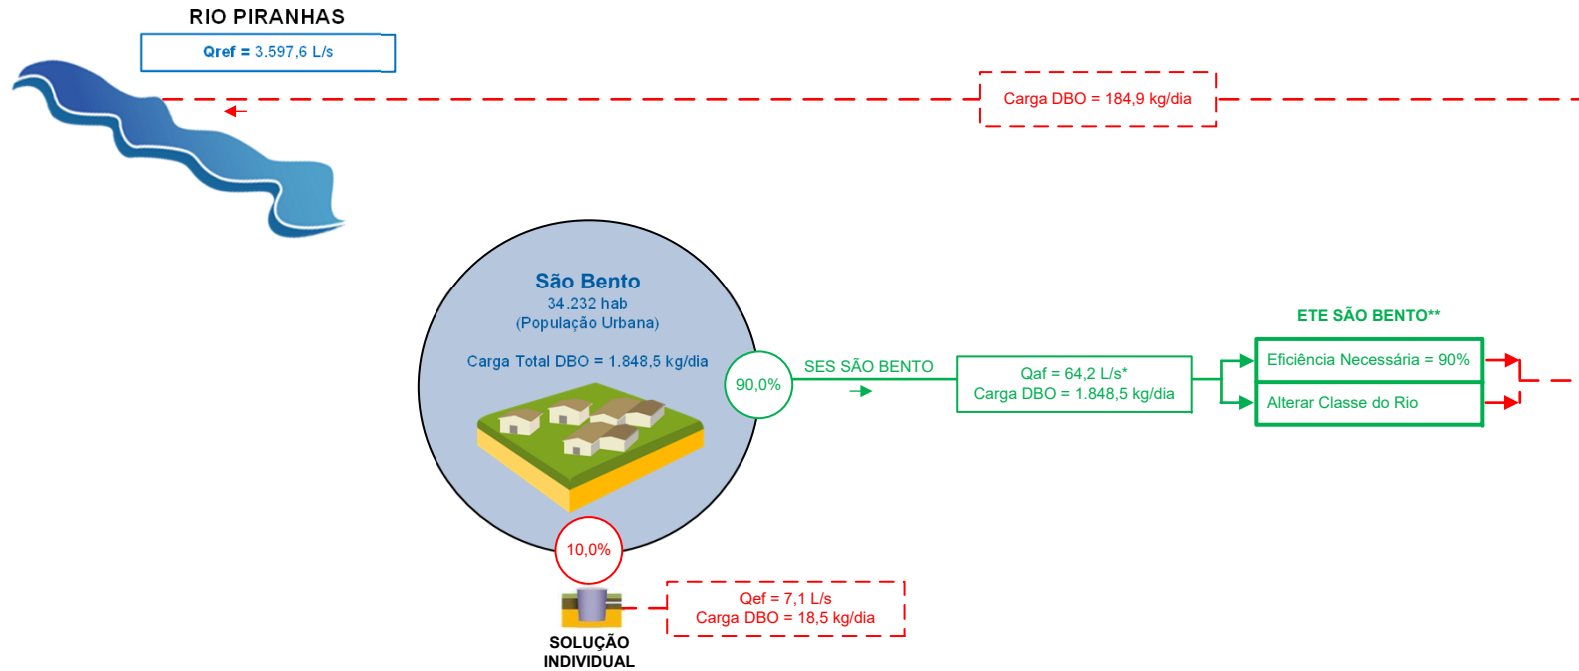 RIO PIRANHAS
Qref = 3.597,6 L/s
Carga DBO = 184,9 kg/dia
São Bento
34.232 hab
(População Urbana)
Carga Total DBO = 1.848,5 kg/dia
90,0%
SES SÃO BENTO
Qaf = 64,2 L/s*
Carga DBO = 1.848,5 kg/dia
ETE SÃO BENTO**
Eficiência Necessária = 90%
Alterar Classe do Rio
10,0%
SOLUÇÃO
INDIVIDUAL
Qef = 7,1 L/s
Carga DBO = 18,5 kg/dia